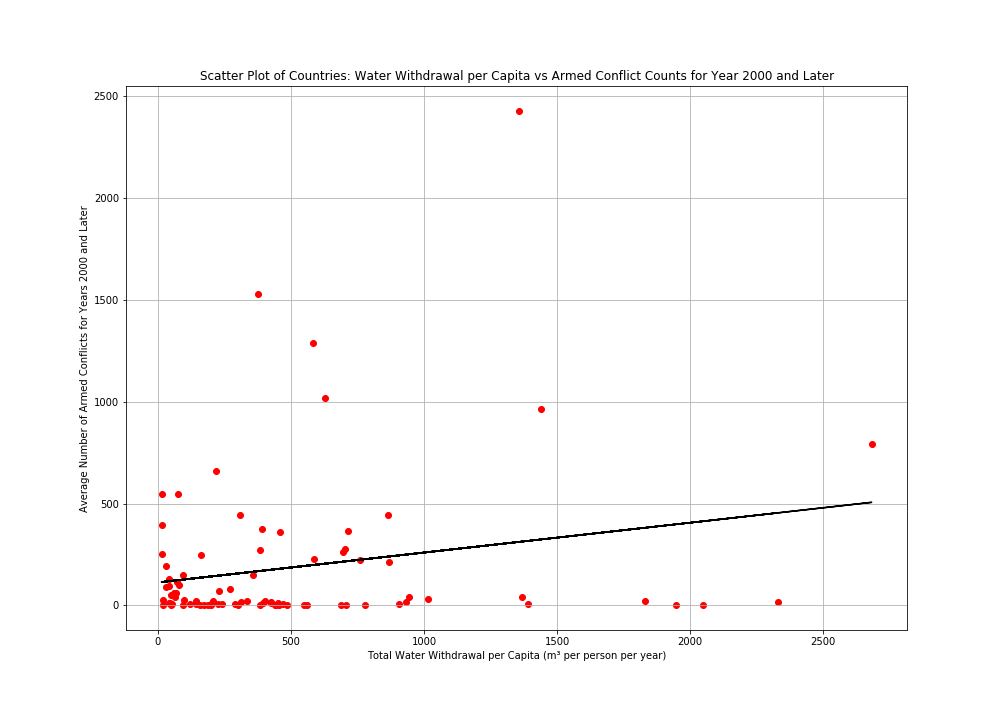 Scatter Plot of Countries: Water Withdrawal per Capita vs Armed Conflict Counts for Year 2000 and Later
Average Number of Armed Conflicts for Years 2000 and Later
2500
2000
1500
1000
500
0
0 500 1000 1500 2000 2500
Total Water Withdrawal per Capita (m³ per person per year)